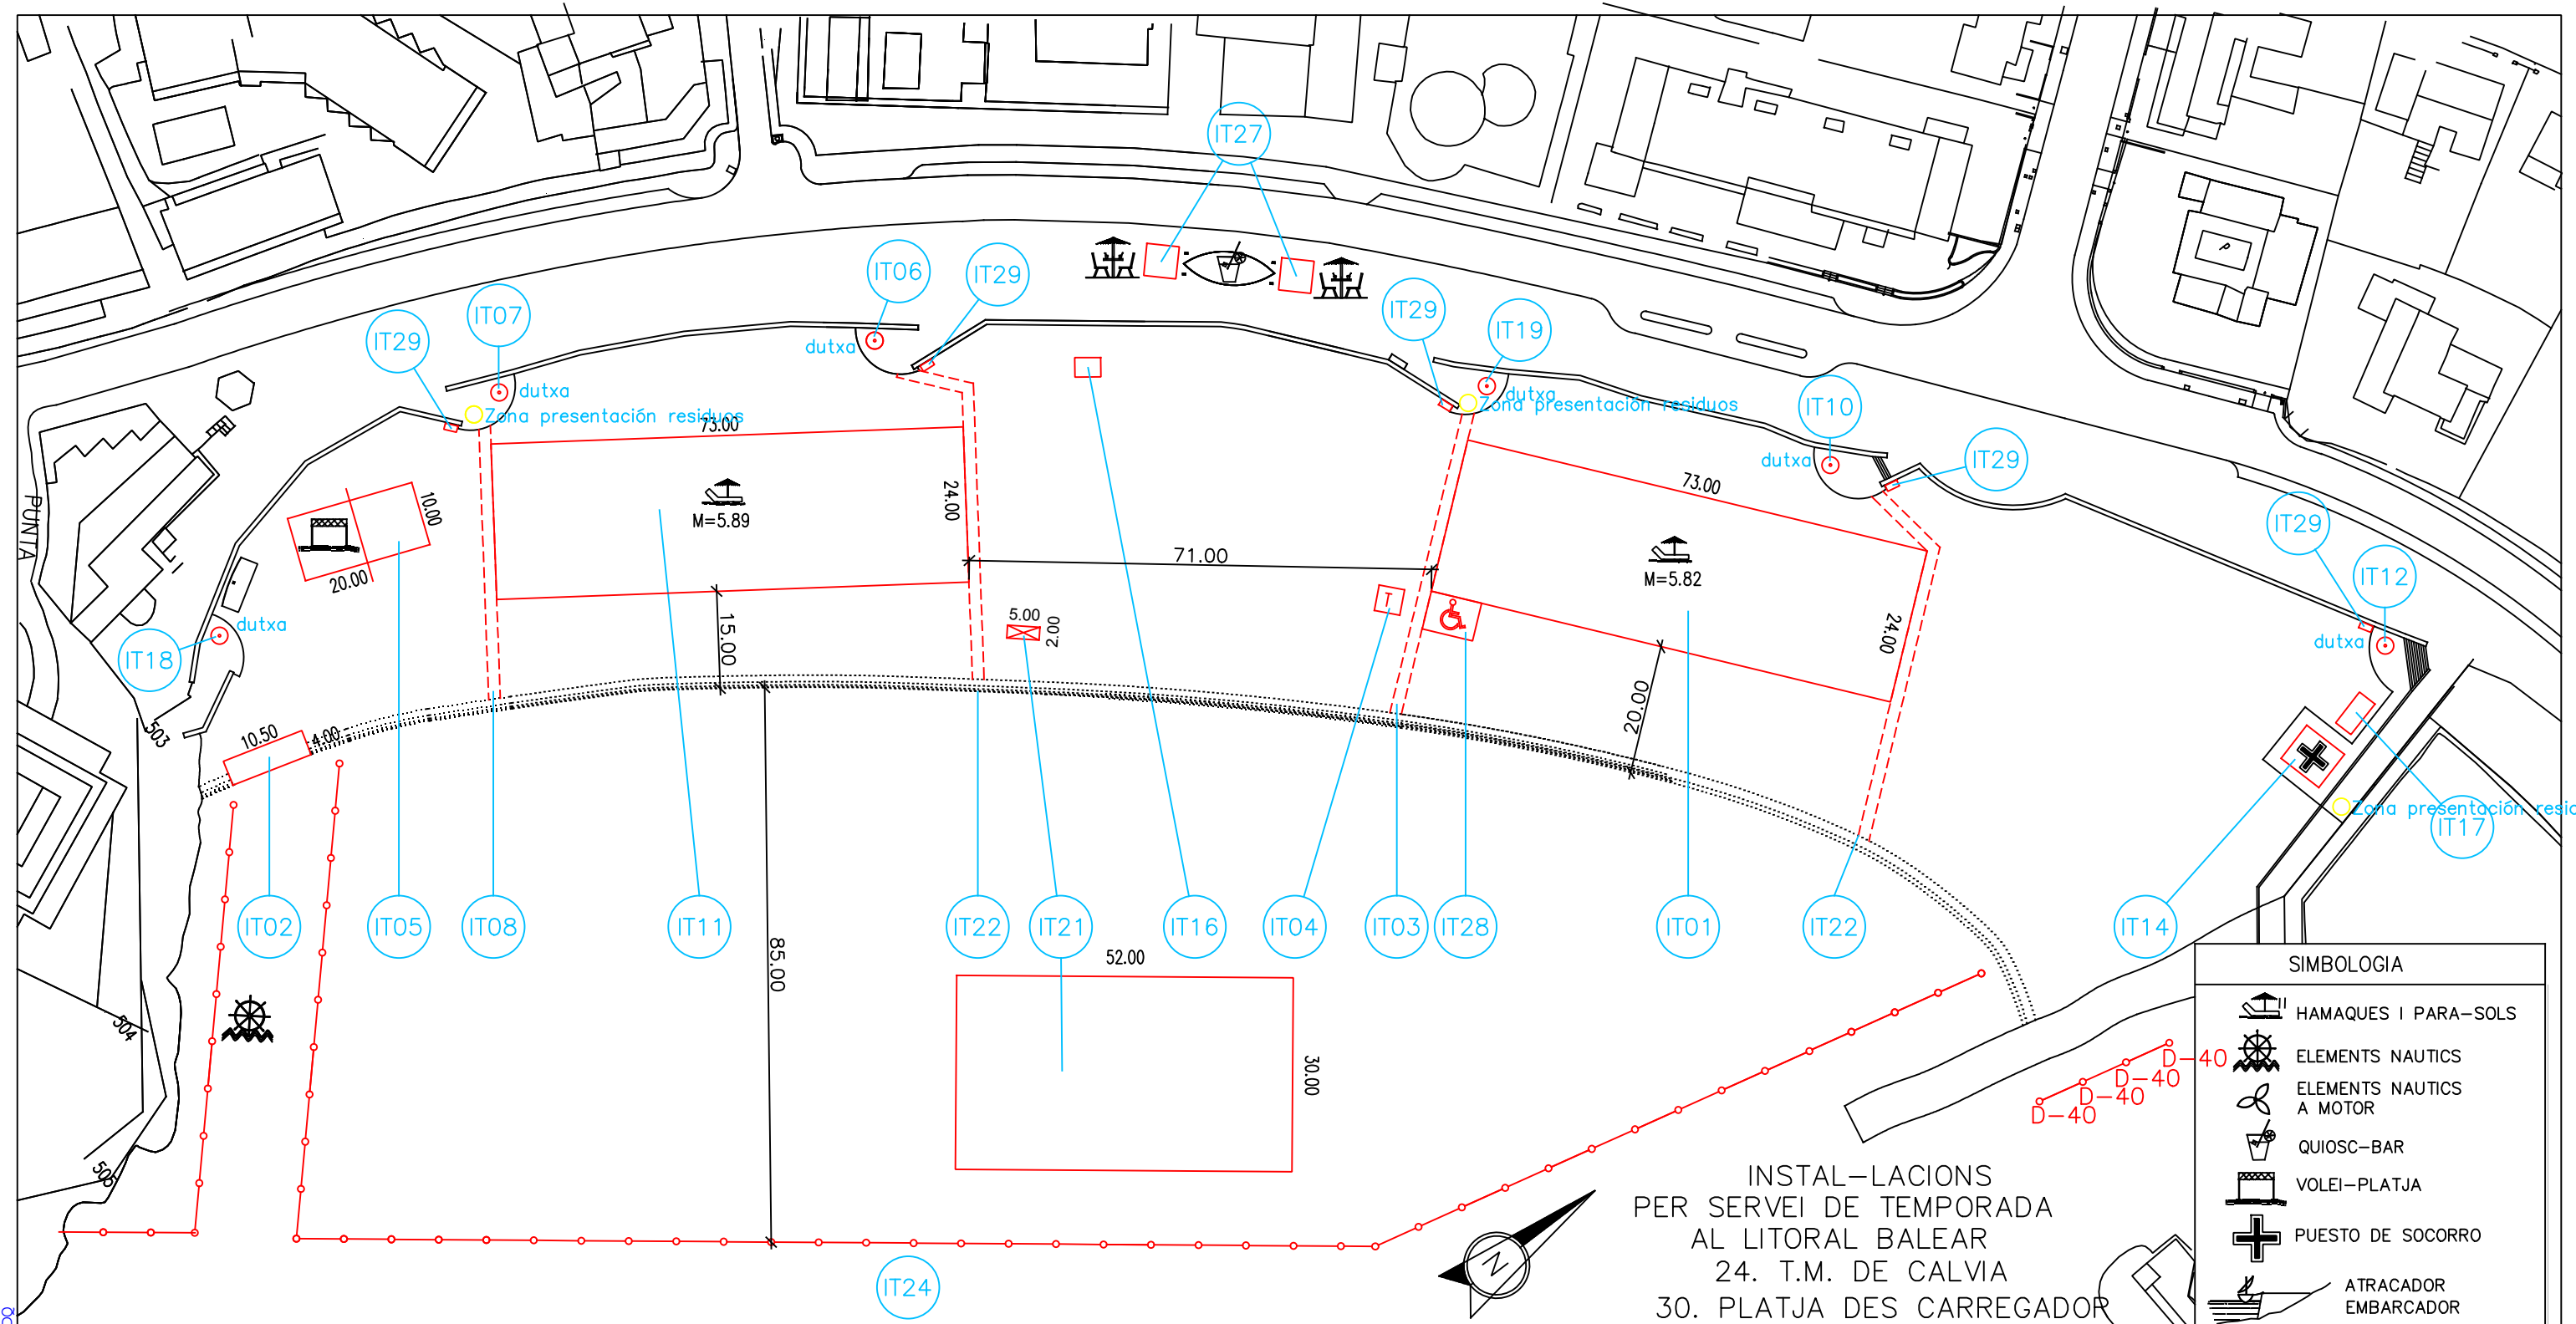 IT27
IT06
IT29
IT07
IT29
IT29
IT19
dutxa
dutxa
dutxa
IT10
Zona presentación residuos
Zona presentación residuos
73.00
IT29
dutxa
73.00
PUNTA
10.00
24.00
M=5.89
IT29
20.00
71.00
M=5.82
IT12
5.00
2.00
T
dutxa
24.00
dutxa
IT18
15.00
20.00
503
10.50
4.00
Zona presentación resid
IT17
IT02
IT05
IT08
IT11
IT22
IT21
IT16
IT04
IT03
IT28
IT01
IT22
IT14
85.00
52.00
30.00
504
505
D-40
D-40
D-40
D-40
IT24
N
INSTAL-LACIONS
PER SERVEI DE TEMPORADA
AL LITORAL BALEAR
24. T.M. DE CALVIA
30. PLATJA DES CARREGADOR
SIMBOLOGIA
HAMAQUES I PARA-SOLS
ELEMENTS NAUTICS
ELEMENTS NAUTICS
A MOTOR
QUIOSC-BAR
VOLEI-PLATJA
PUESTO DE SOCORRO
ATRACADOR
EMBARCADOR